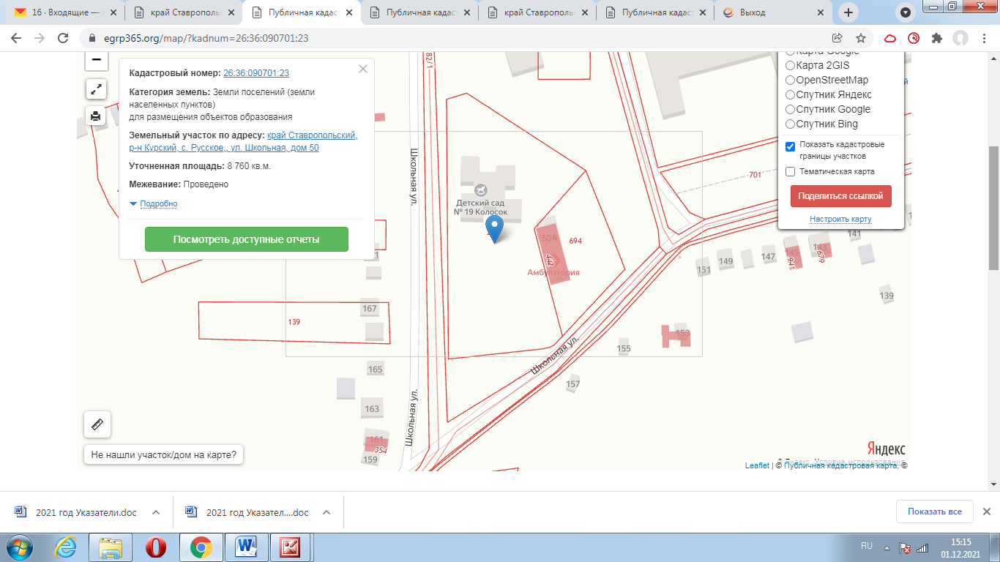 16 · Входящие —
край Ставрополь
Публичная кадаст
Публичная кадаст
край Ставрополь
Публичная кадаст
Выход
egrp365.org/map/?kadnum=26:36:090701:23
Кадастровый номер: 26:36:090701:23
Категория земель: Земли поселений (земли
населенных пунктов)
для размещения объектов образования
Земельный участок по адресу: край Ставропольский,
р-н Курский, с. Русское,, ул. Школьная, дом 50
Уточненная площадь: 8 760 кв.м.
Межевание: Проведено
Подробно
Посмотреть доступные отчеты
82/1
Школьная ул.
Детский сад
№ 19 Колосок
50А
694
442
Амбулатория
701
Карта Google
Карта 2GIS
OpenStreetMap
Спутник Яндекс
Спутник Google
Спутник Bing
Показать кадастровые
границы участков
Тематическая карта
Поделиться ссылкой
Настроить карту
141
143
679
145
941
147
149
151
139
167
139
153
155
Школьная ул.
157
165
163
Школьная ул.
161
354
159
Не нашли участок/дом на карте?
Яндекс
© Яндекс Условия использования
Leaflet | © Публичная кадастровая карта, ©
2021 год Указатели.doc
2021 год Указател....doc
Показать все
RU
15:15
01.12.2021